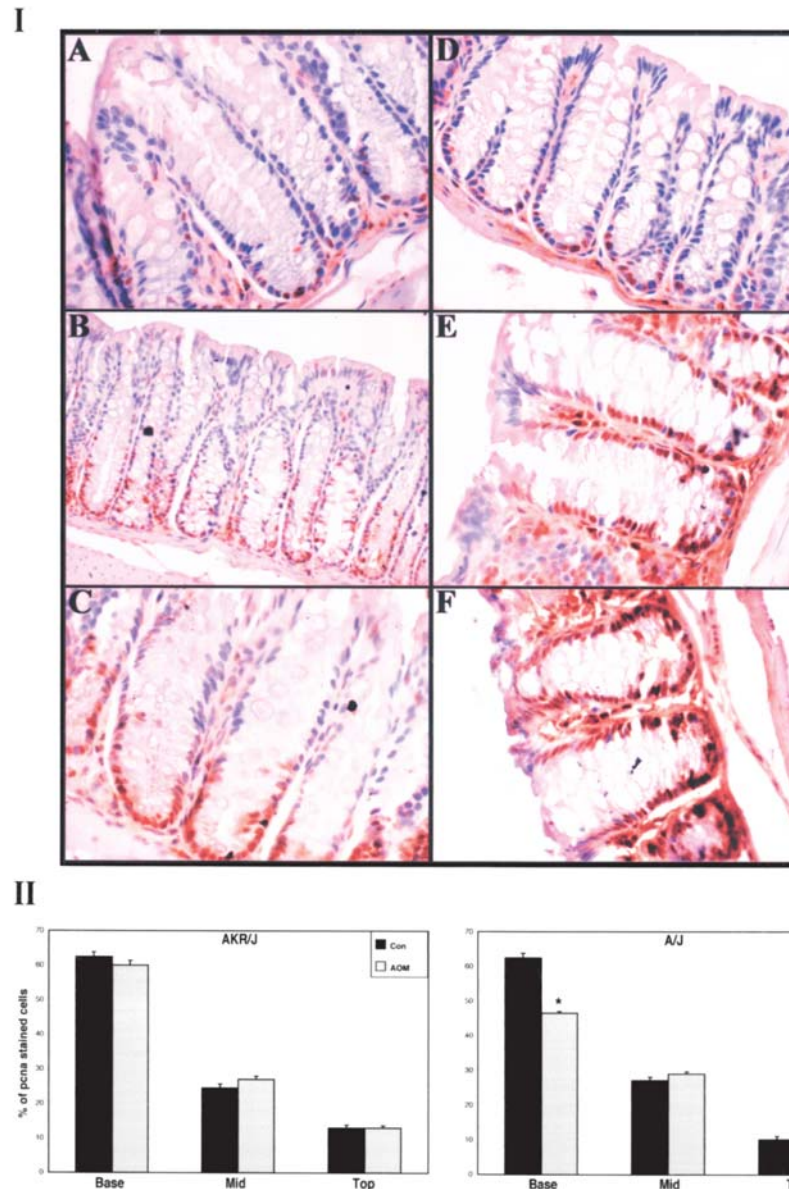 I
A
D
B
E
C
F
II
AKR/J
Con
AOM
% of pcna stained cells
70
60
50
40
30
20
10
0
Base
Mid
Top
A/J
*
70
60
50
40
30
20
10
0
Base
Mid
T